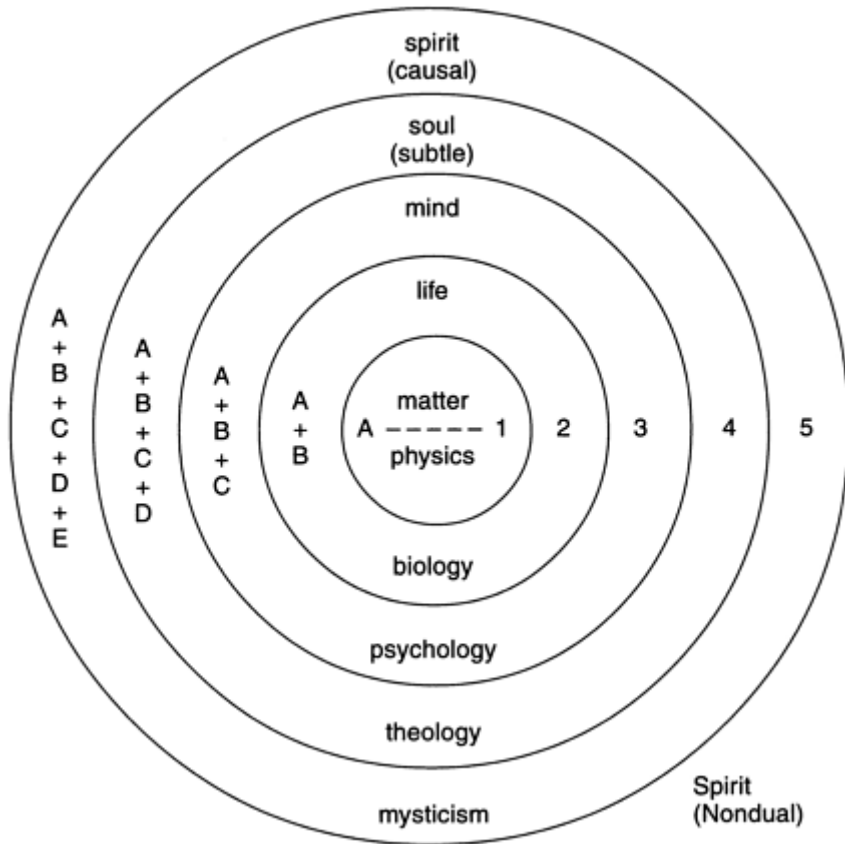 spirit
(causal)
soul
(subtle)
mind
life
A
+
B
+
C
+
D
+
E
A
+
B
+
C
+
D
A
+
B
+
C
A
+
B
matter
A ----- 1
physics
2
3
4
5
biology
psychology
theology
mysticism
Spirit
(Nondual)